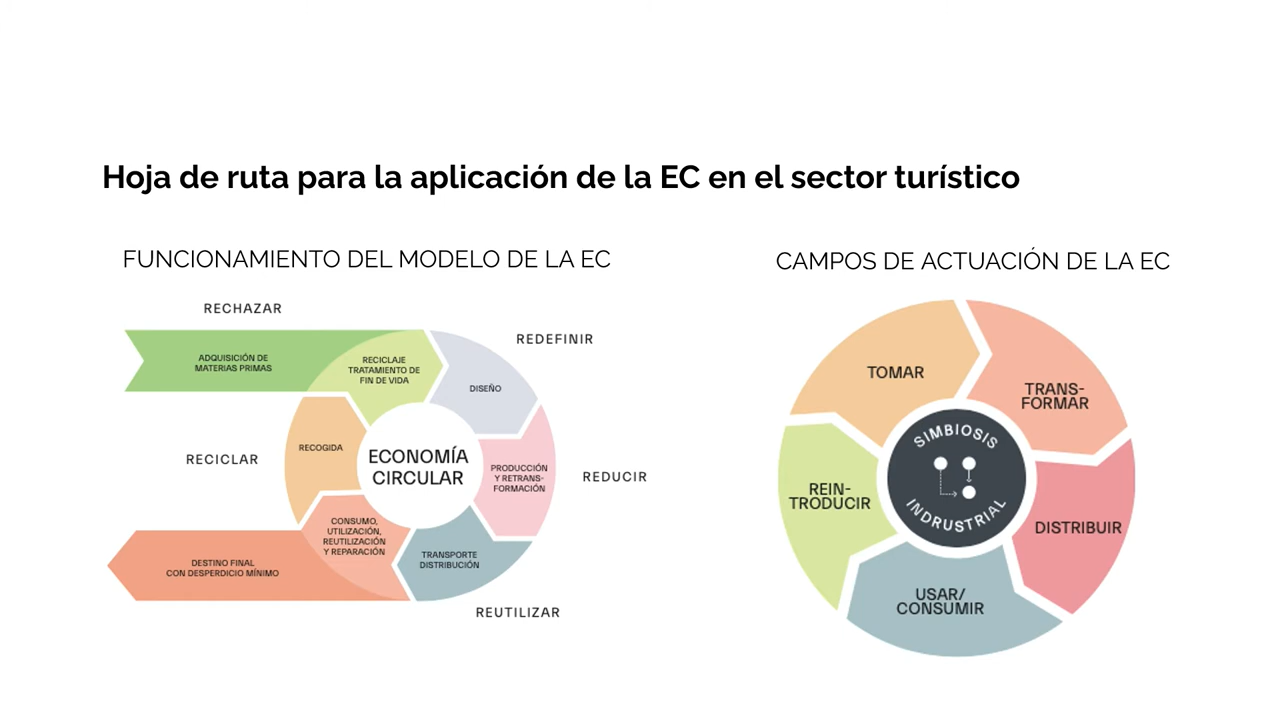 Hoja de ruta para la aplicación de la EC en el sector turístico
FUNCIONAMIENTO DEL MODELO DE LA EC
RECHAZAR
REDEFINIR
ADQUISICIÓN DE
MATERIAS PRIMAS
RECICLAJE
TRATAMIENTO DE
FIN DE VIDA
DISEÑO
RECOGIDA
ECONOMÍA
CIRCULAR
PRODUCCIÓN
Y RETRANS-
FORMACIÓN
RECICLAR
REDUCIR
CONSUMO,
UTILIZACIÓN,
REUTILIZACIÓN
Y REPARACIÓN
TRANSPORTE
DISTRIBUCIÓN
DESTINO FINAL
CON DESPERDICIO MÍNIMO
REUTILIZAR
CAMPOS DE ACTUACIÓN DE LA EC
TOMAR
TRANS-
FORMAR
SIMBIOSIS
INDRUSTRIAL
REIN-
TRODUCIR
DISTRIBUIR
USAR/
CONSUMIR